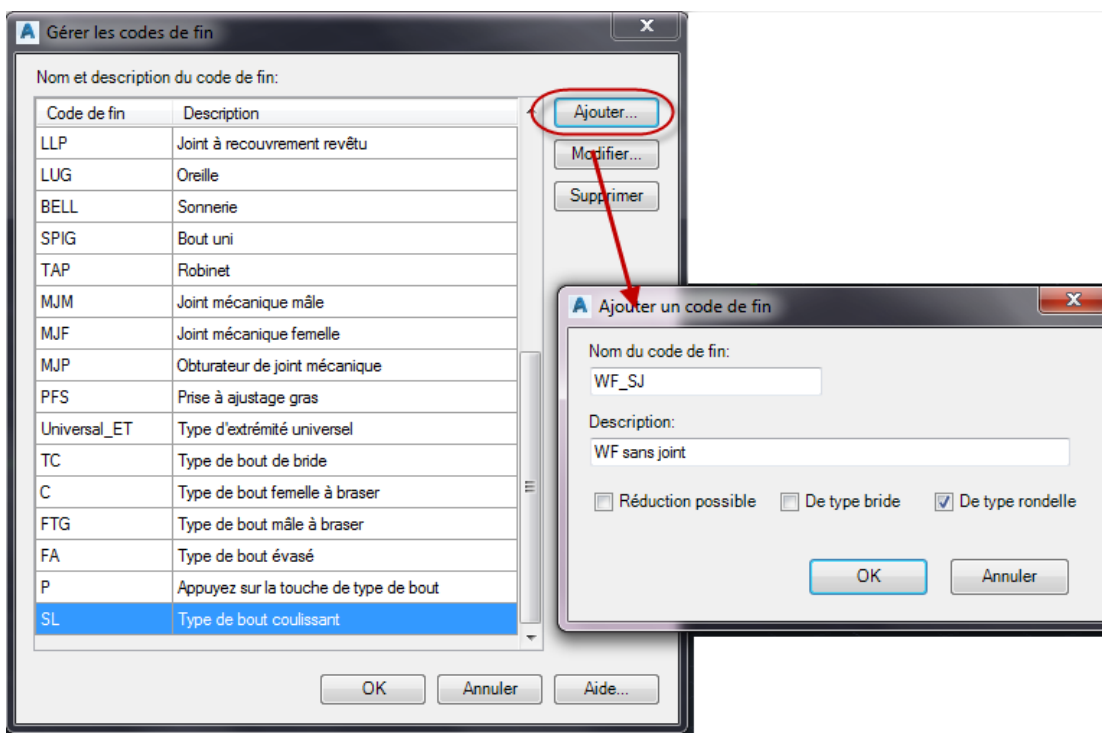 Gérer les codes de fin
Nom et description du code de fin:
Code de fin Description
LLP Joint à recouvrement revêtu
LUG Oreille
BELL Sonnerie
SPIG Bout uni
TAP Robinet
MJM Joint mécanique mâle
MJF Joint mécanique femelle
MJP Obturateur de joint mécanique
PFS Prise à ajustage gras
Universal_ET Type d'extrémité universel
TC Type de bout de bride
C Type de bout femelle à braser
FTG Type de bout mâle à braser
FA Type de bout évasé
P Appuyez sur la touche de type de bout
SL Type de bout coulissant
Ajouter...
Modifier...
Supprimer
OK Annuler Aide...
Ajouter un code de fin
Nom du code de fin:
WF_SJ
Description:
WF sans joint
Réduction possible De type bride De type rondelle
OK Annuler